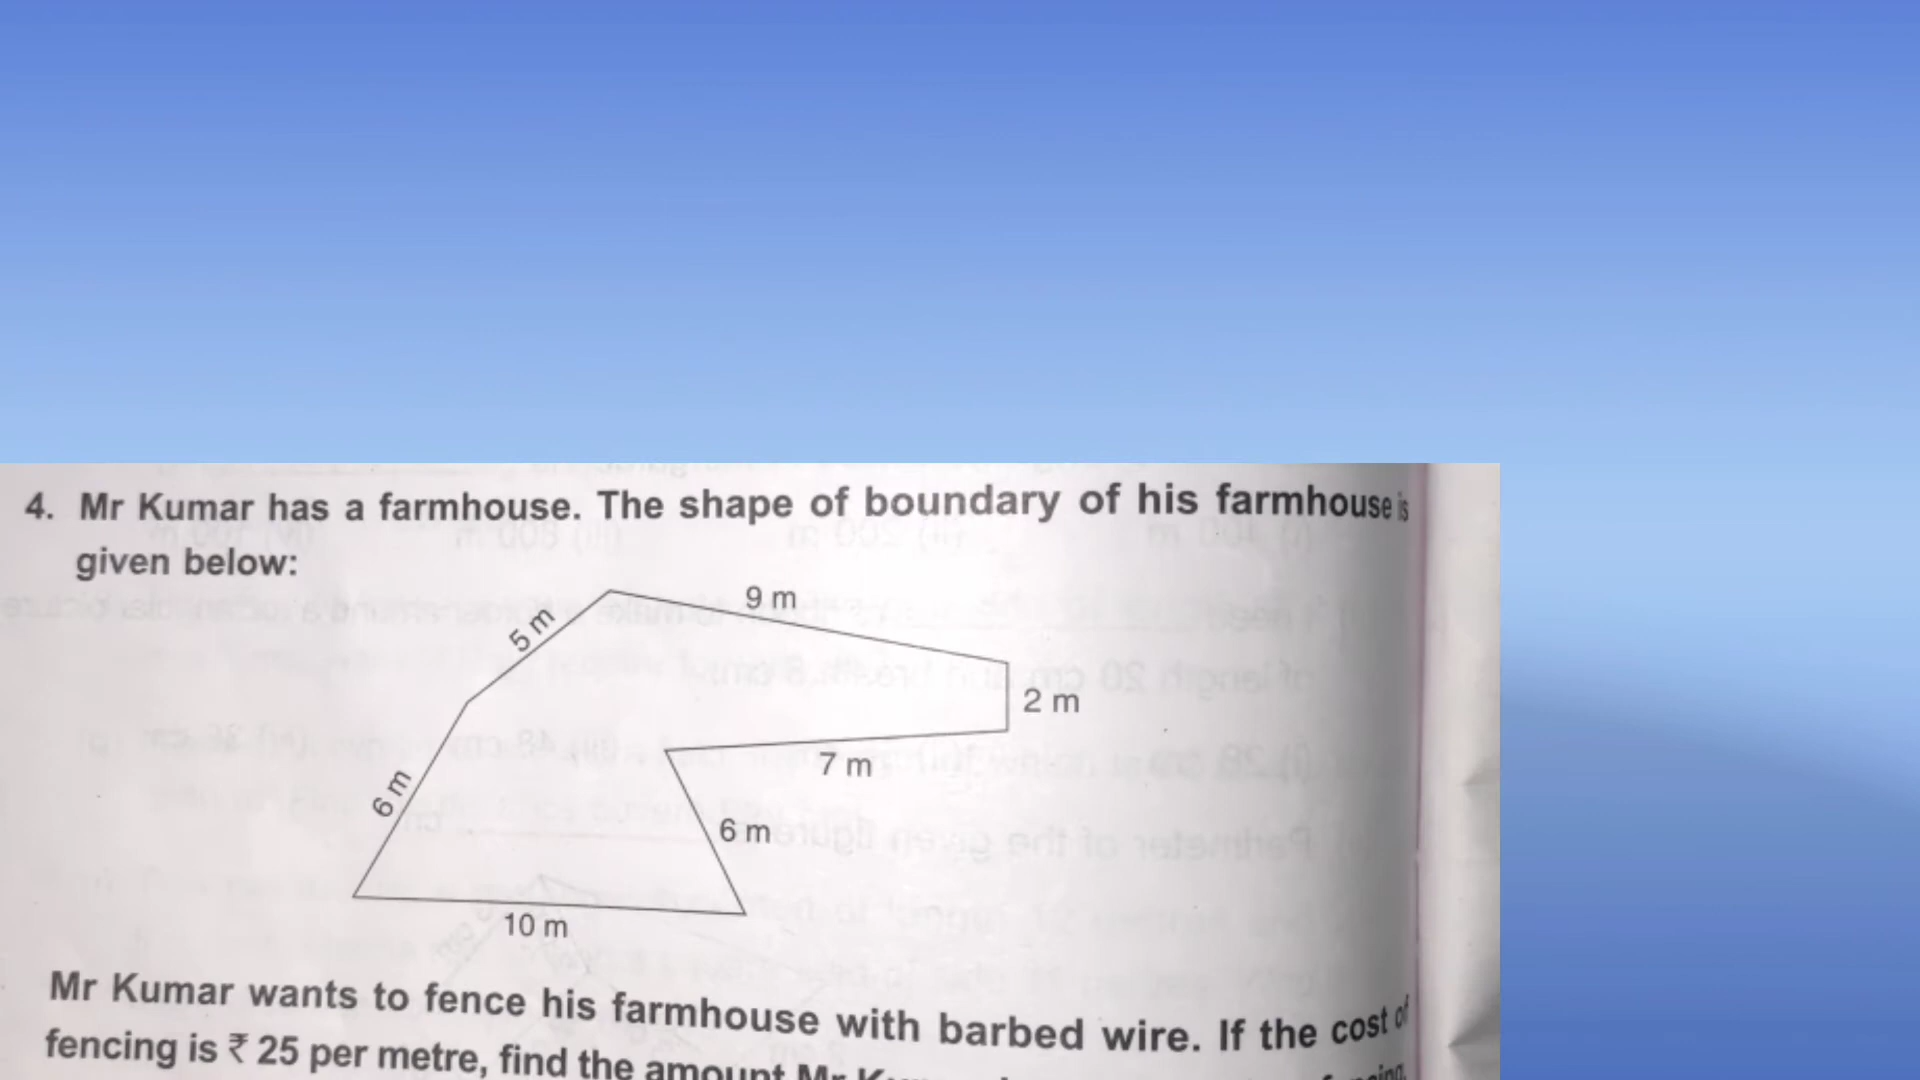 4. Mr Kumar has a farmhouse. The shape of boundary of his farmhouse is
given below:
9 m
5 m
2 m
7 m
6 m
6 m
10 m
Mr Kumar wants to fence his farmhouse with barbed wire. If the cost of
fencing is ₹ 25 per metre, find the amount Mr